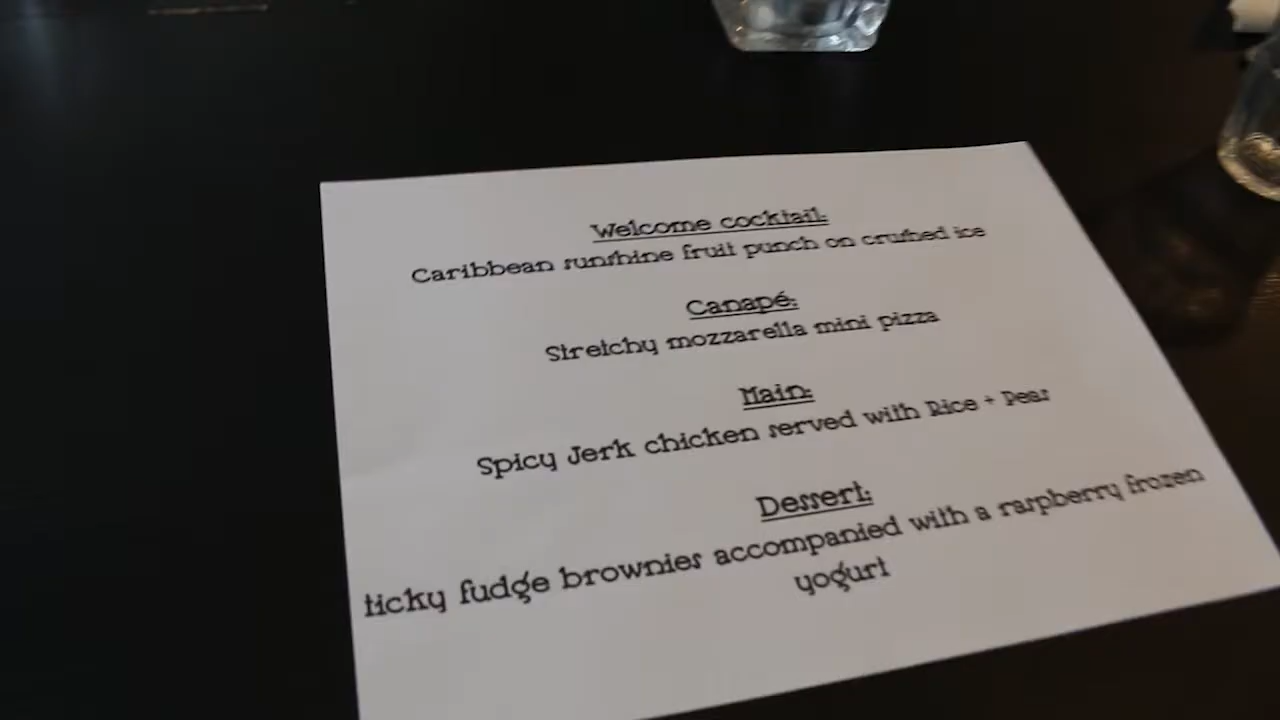 Welcome cocktail:
Caribbean sunshine fruit punch on crushed ice
Canapé:
Stretchy mozzarella mini pizza
Main:
Spicy Jerk chicken served with Rice + Peas
Dessert:
ticky fudge brownies accompanied with a raspberry frozen
yogurt